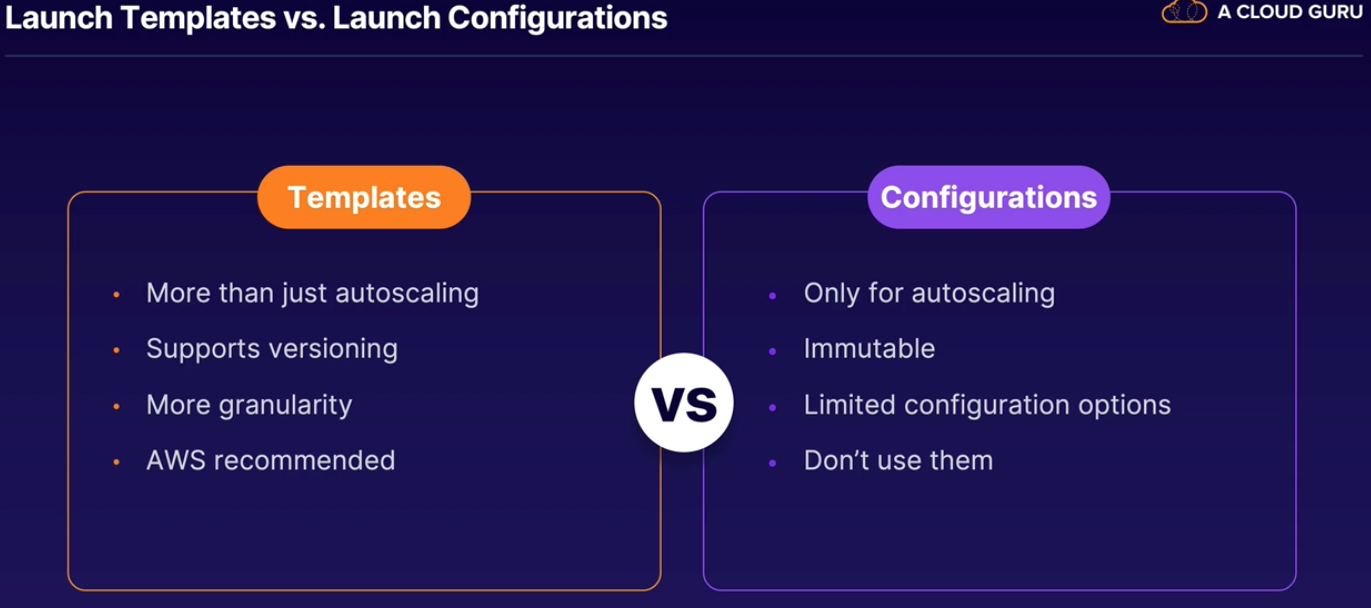 Launch Templates vs. Launch Configurations
A CLOUD GURU
Templates
More than just autoscaling
Supports versioning
More granularity
AWS recommended
VS
Configurations
Only for autoscaling
Immutable
Limited configuration options
Don’t use them